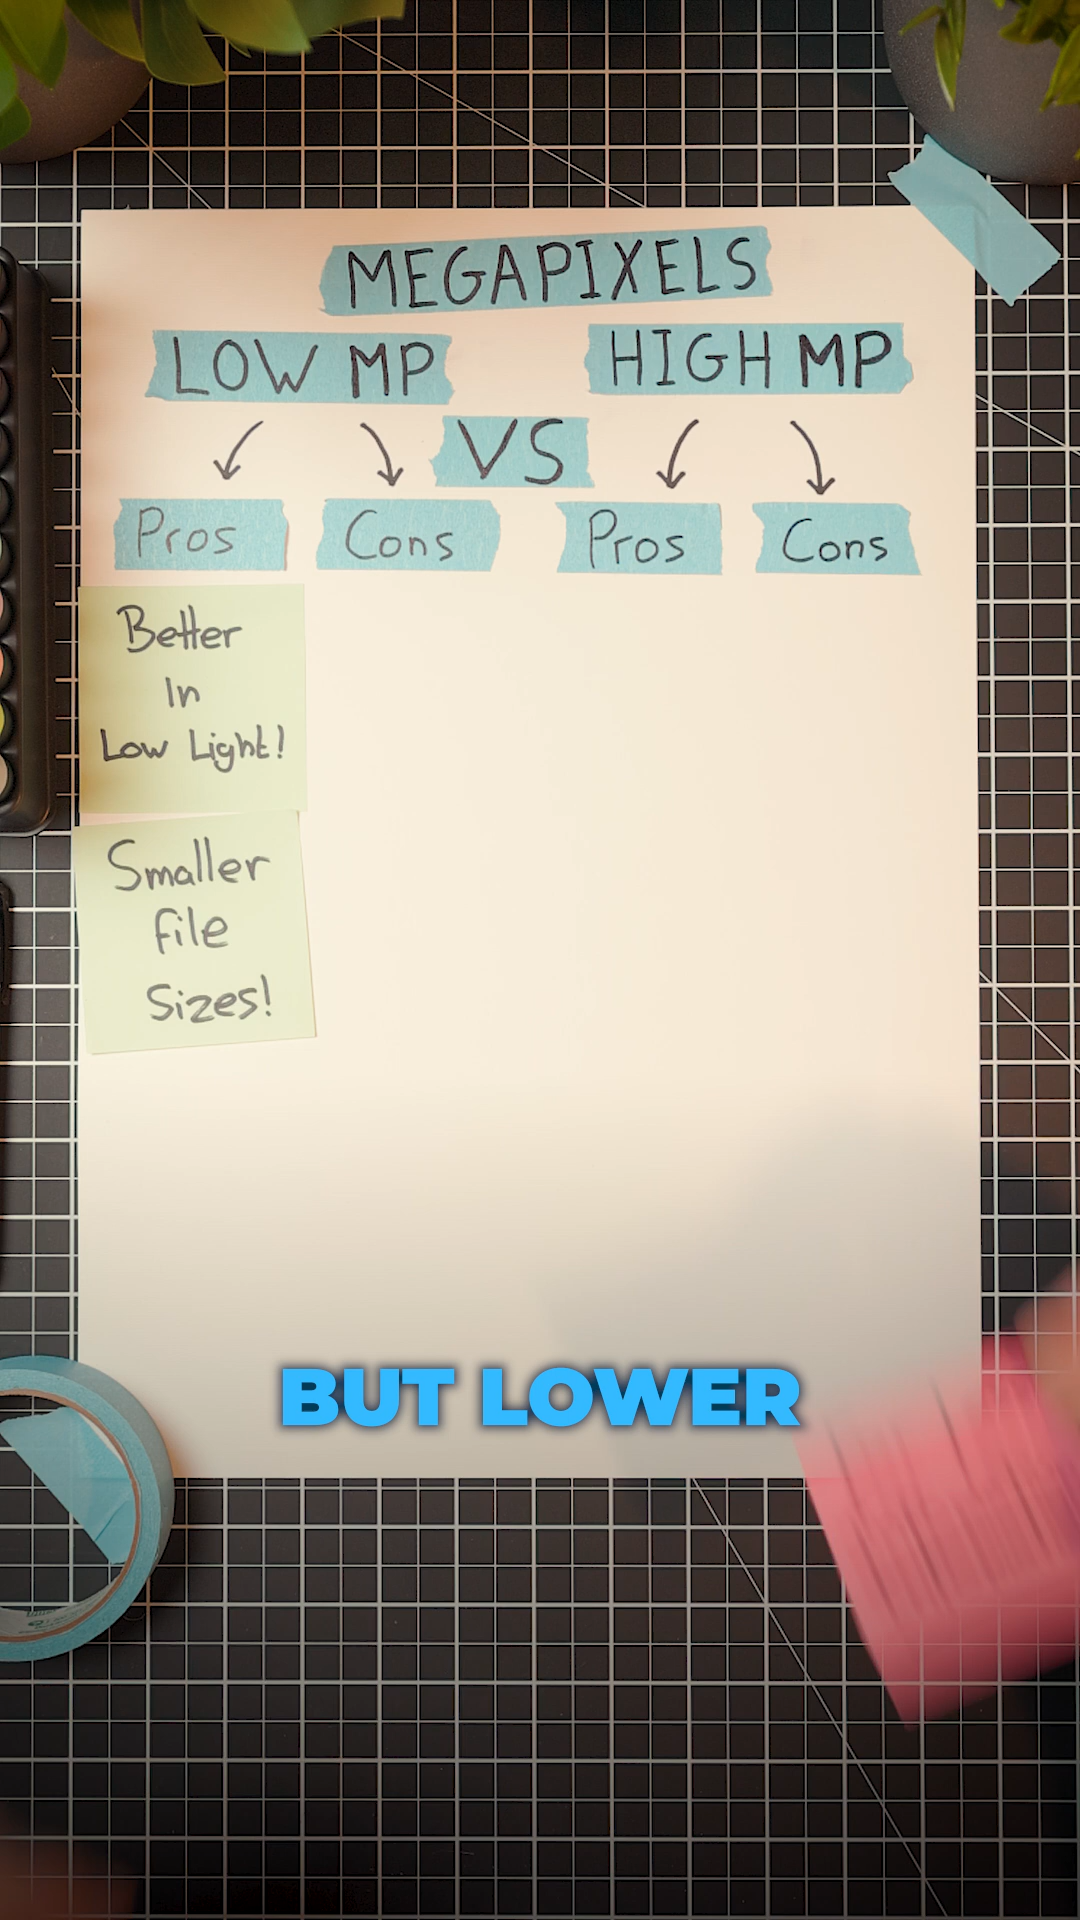 MEGAPIXELS
LOW MP
HIGH MP
VS
Pros
Cons
Pros
Cons
Better
In
Low Light!
Smaller
file
Sizes!
BUT LOWER